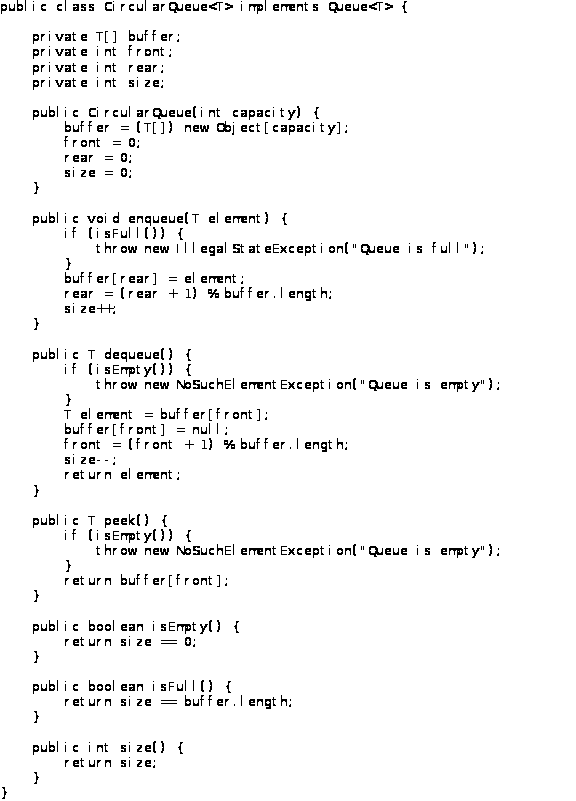 public class CircularQueue<T> implements Queue<T> {

    private T[] buffer;
    private int front;
    private int rear;
    private int size;

    public CircularQueue(int capacity) {
        buffer = (T[]) new Object[capacity];
        front = 0;
        rear = 0;
        size = 0;
    }

    public void enqueue(T element) {
        if (isFull()) {
            throw new IllegalStateException("Queue is full");
        }
        buffer[rear] = element;
        rear = (rear + 1) % buffer.length;
        size++;
    }

    public T dequeue() {
        if (isEmpty()) {
            throw new NoSuchElementException("Queue is empty");
        }
        T element = buffer[front];
        buffer[front] = null;
        front = (front + 1) % buffer.length;
        size--;
        return element;
    }

    public T peek() {
        if (isEmpty()) {
            throw new NoSuchElementException("Queue is empty");
        }
        return buffer[front];
    }

    public boolean isEmpty() {
        return size == 0;
    }

    public boolean isFull() {
        return size == buffer.length;
    }

    public int size() {
        return size;
    }
}